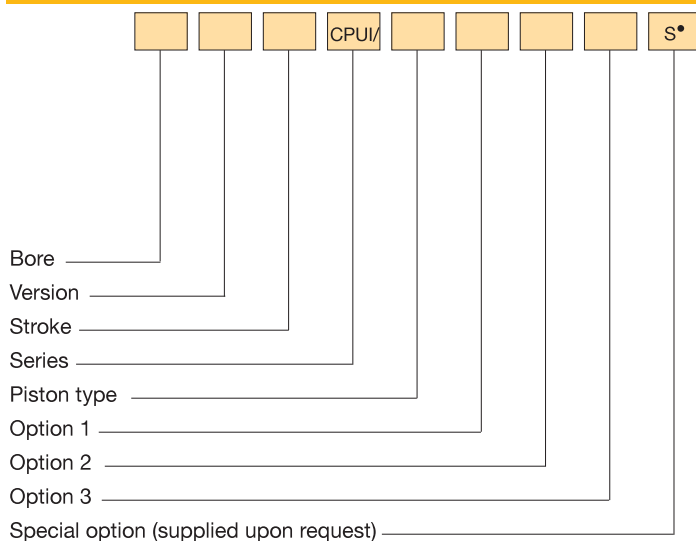 CPUI/ S•
Bore
Version
Stroke
Series
Piston type
Option 1
Option 2
Option 3
Special option (supplied upon request)